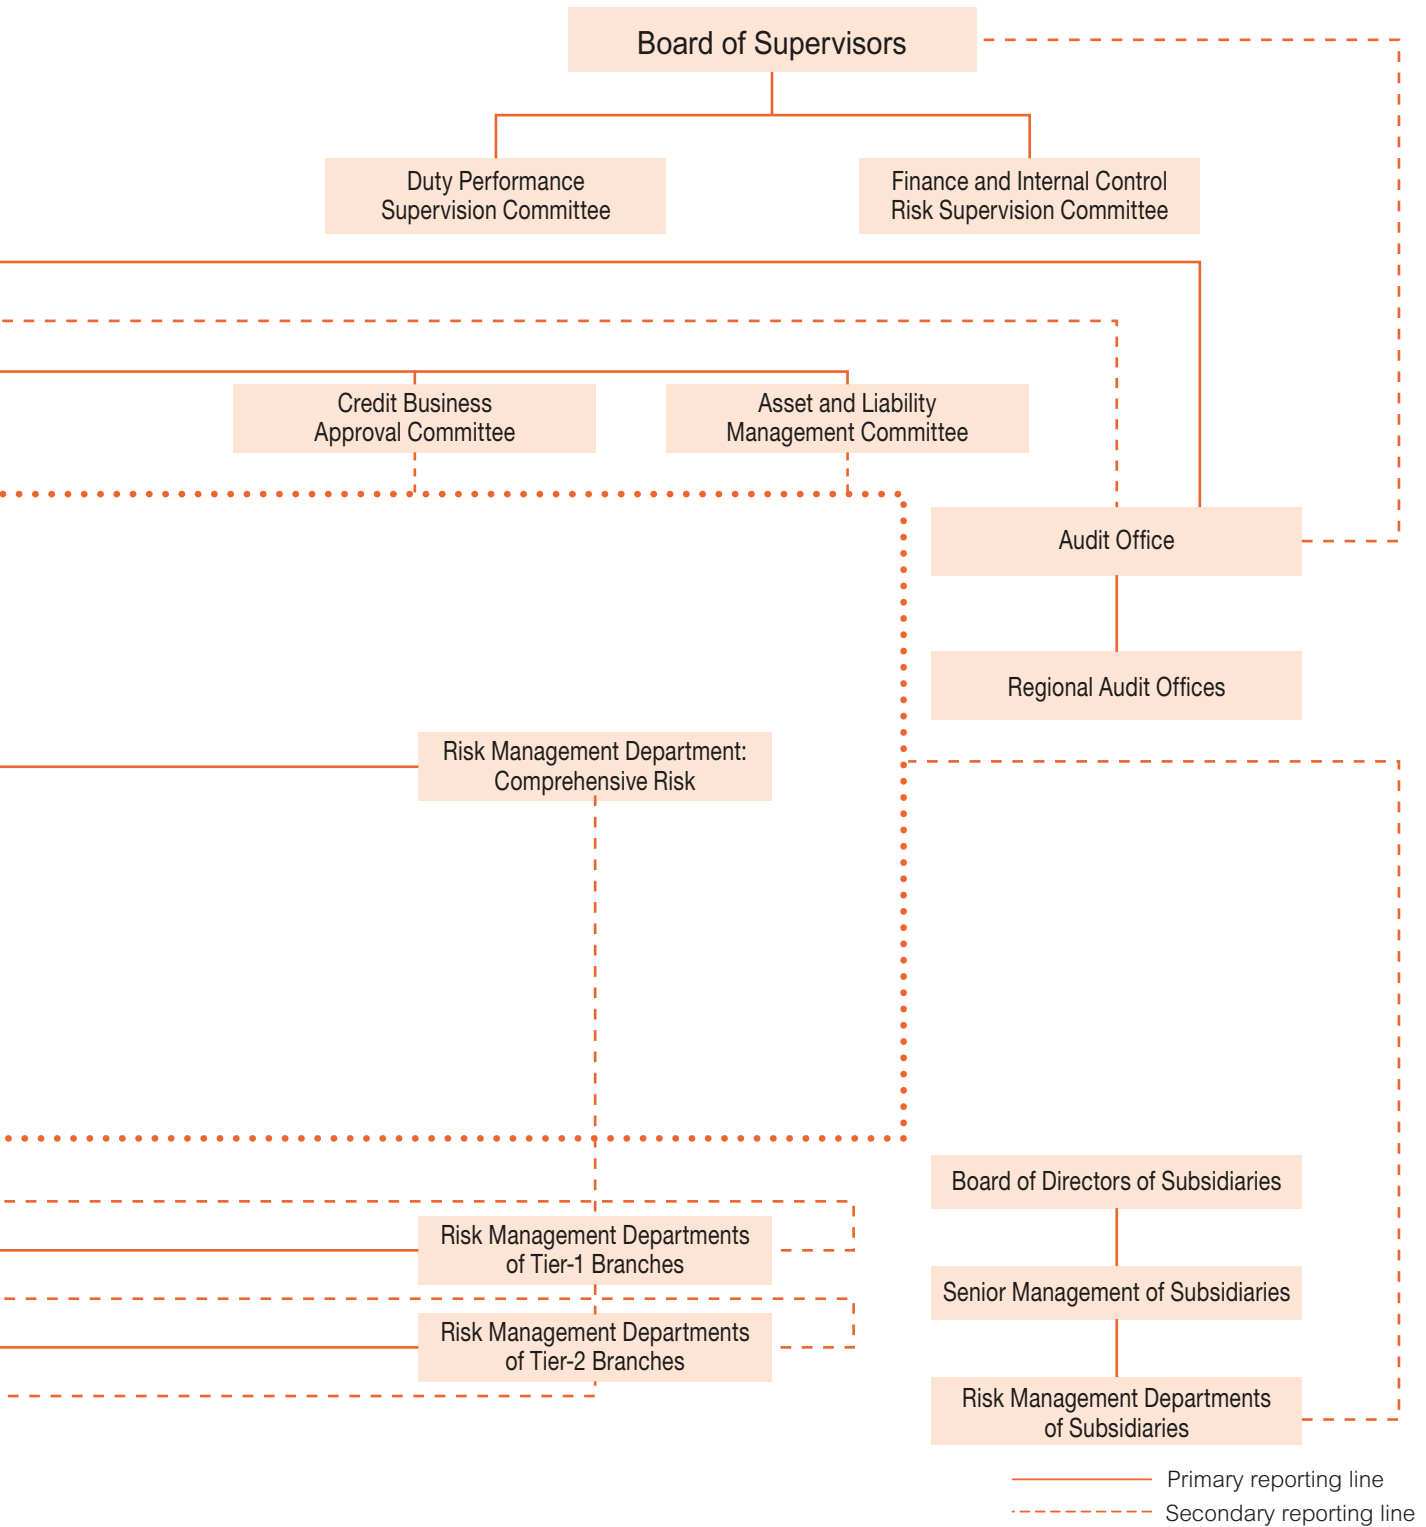 Board of Supervisors
Duty Performance
Supervision Committee
Finance and Internal Control
Risk Supervision Committee
Credit Business
Approval Committee
Asset and Liability
Management Committee
Audit Office
Regional Audit Offices
Risk Management Department:
Comprehensive Risk
Board of Directors of Subsidiaries
Risk Management Departments
of Tier-1 Branches
Senior Management of Subsidiaries
Risk Management Departments
of Tier-2 Branches
Risk Management Departments
of Subsidiaries
Primary reporting line
Secondary reporting line